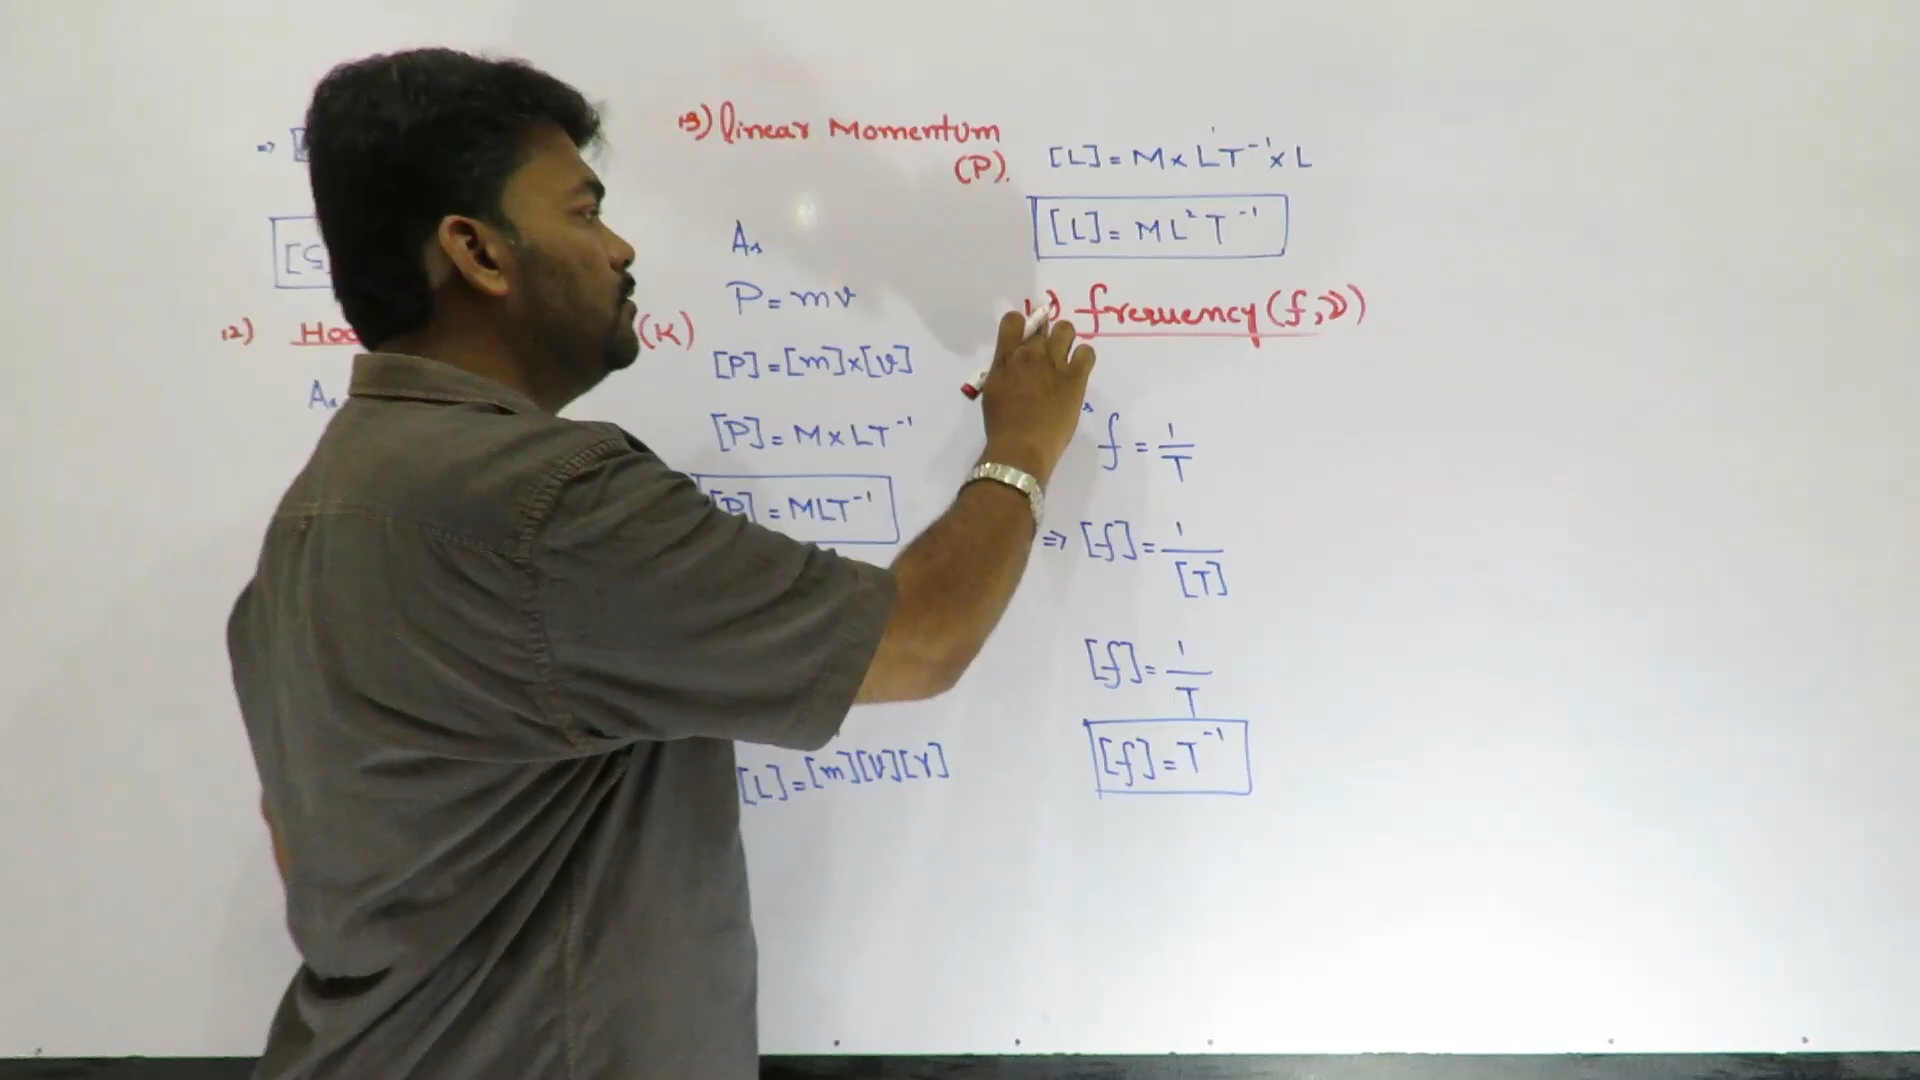 =>
[S]
12)
(K)
As
13) linear Momentum
(P).
As
P = mv
[P] = [m]x[v]
[P] = M x LT⁻¹
[P] = MLT⁻¹
[L] = [m][v][r]
[L] = M x LT⁻¹ x L
[L] = ML²T⁻¹
) frequency (f, ν)
f = 1/T
=> [f] = 1/[T]
[f] = 1/T
[f] = T⁻¹